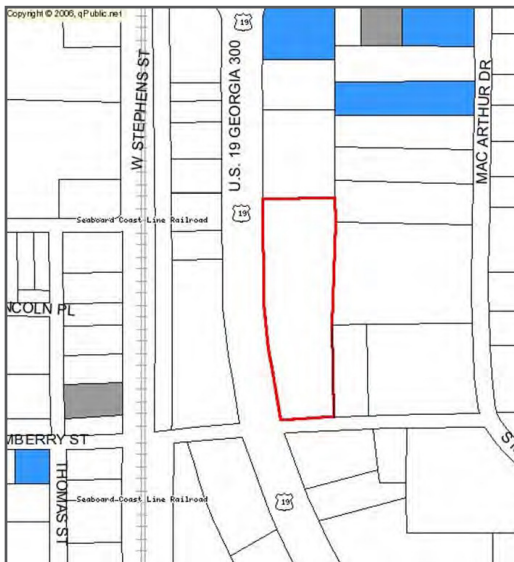 Copyright © 2006, qPublic.net
19
W STEPHENS ST
U.S. 19 GEORGIA 300
MAC ARTHUR DR
19
Seaboard Coast Line Railroad
NCOLN PL
MBERRY ST
THOMAS ST
Seaboard Coast Line Railroad
19